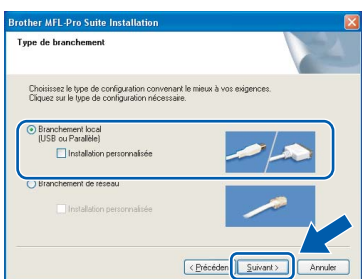 Brother MFL-Pro Suite Installation
Type de branchement
Choisissez le type de configuration convenant le mieux à vos exigences.
Cliquez sur le type de configuration nécessaire.
Branchement local
(USB ou Parallèle)
Installation personnalisée
Branchement de réseau
Installation personnalisée
< Précéden
Suivant >
Annuler